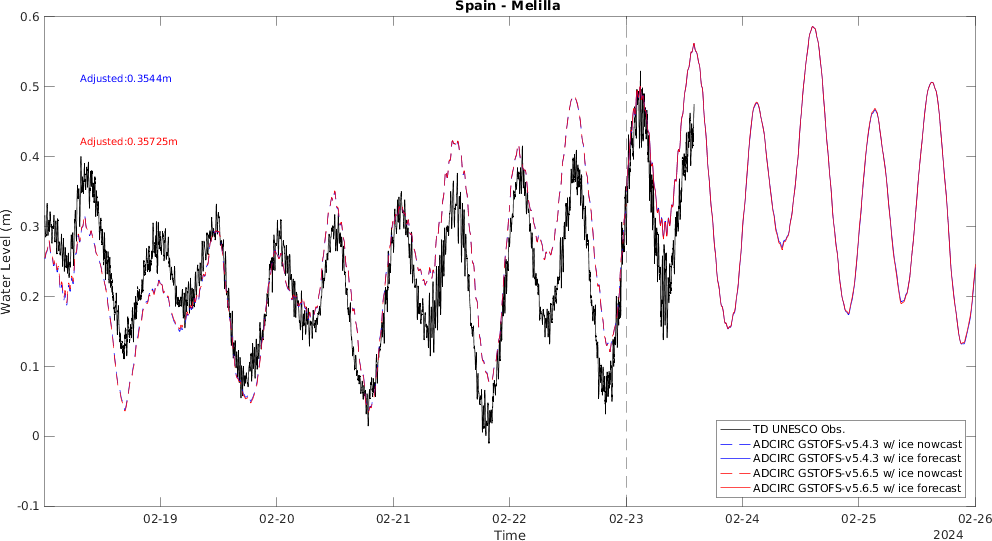 Spain - Melilla
0.6
0.5
0.4
0.3
0.2
0.1
0
-0.1
Water Level (m)
Adjusted:0.3544m
Adjusted:0.35725m
TD UNESCO Obs.
ADCIRC GSTOFS-v5.4.3 w/ ice nowcast
ADCIRC GSTOFS-v5.4.3 w/ ice forecast
ADCIRC GSTOFS-v5.6.5 w/ ice nowcast
ADCIRC GSTOFS-v5.6.5 w/ ice forecast
02-19 02-20 02-21 02-22 02-23 02-24 02-25 02-26
Time
2024